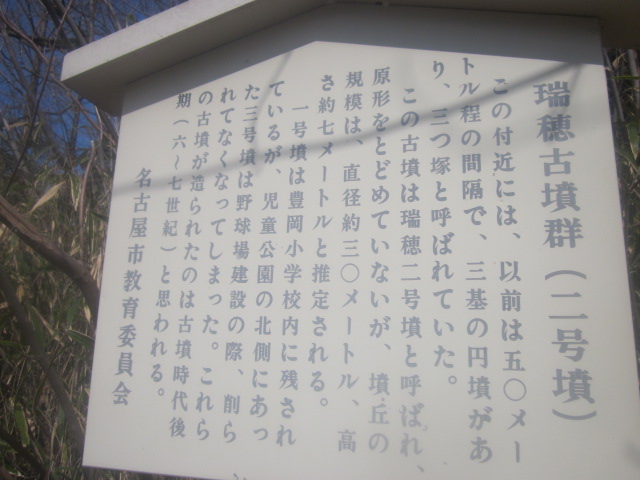 瑞穂古墳群（二号墳）
この付近には、以前は五〇メー
トル程の間隔で、三基の円墳があ
り、三つ塚と呼ばれていた。
この古墳は瑞穂二号墳と呼ばれ、
原形をとどめていないが、墳丘の
規模は、直径約三〇メートル、高
さ約七メートルと推定される。
一号墳は豊岡小学校内に残され
ているが、児童公園の北側にあっ
た三号墳は野球場建設の際、削ら
れてなくなってしまった。これら
の古墳が造られたのは古墳時代後
期（六～七世紀）と思われる。
名古屋市教育委員会